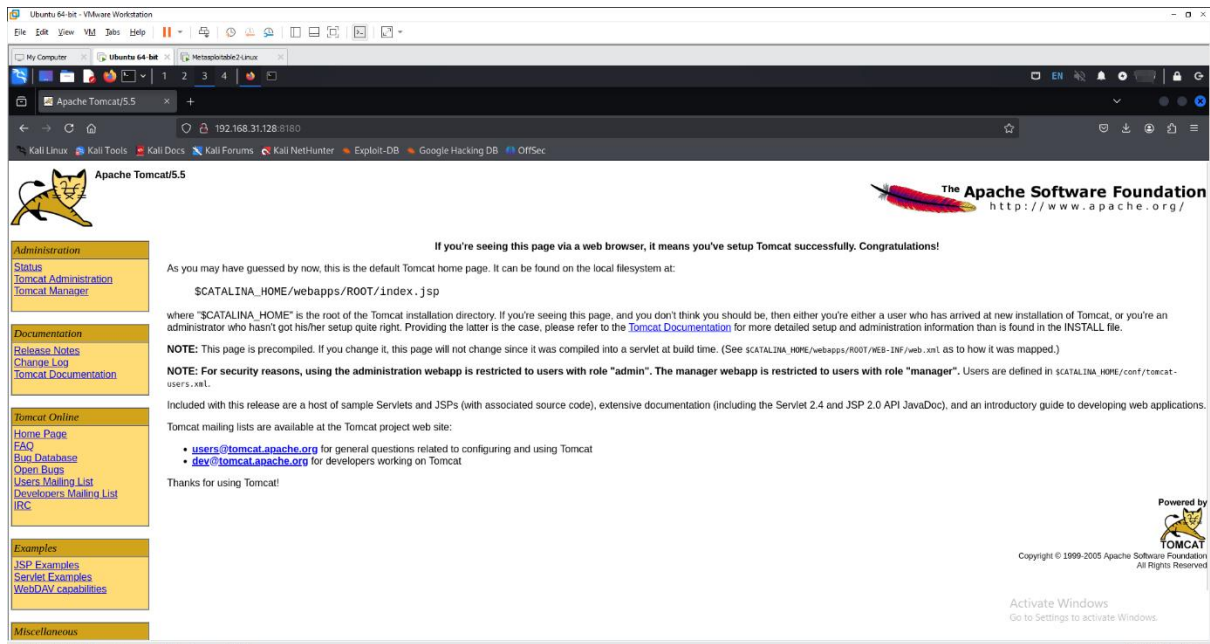 Ubuntu 64-bit - VMware Workstation
File Edit View VM Tabs Help
My Computer Ubuntu 64-bit Metasploitable2-Linux
1 2 3 4 EN
Apache Tomcat/5.5
192.168.31.128:8180
Kali Linux Kali Tools Kali Docs Kali Forums Kali NetHunter Exploit-DB Google Hacking DB OffSec
Apache Tomcat/5.5
The Apache Software Foundation
http://www.apache.org/
Administration
Status
Tomcat Administration
Tomcat Manager
Documentation
Release Notes
Change Log
Tomcat Documentation
Tomcat Online
Home Page
FAQ
Bug Database
Open Bugs
Users Mailing List
Developers Mailing List
IRC
Examples
JSP Examples
Servlet Examples
WebDAV capabilities
Miscellaneous
If you're seeing this page via a web browser, it means you've setup Tomcat successfully. Congratulations!
As you may have guessed by now, this is the default Tomcat home page. It can be found on the local filesystem at:
$CATALINA_HOME/webapps/ROOT/index.jsp
where "$CATALINA_HOME" is the root of the Tomcat installation directory. If you're seeing this page, and you don't think you should be, then either you're either a user who has arrived at new installation of Tomcat, or you're an
administrator who hasn't got his/her setup quite right. Providing the latter is the case, please refer to the Tomcat Documentation for more detailed setup and administration information than is found in the INSTALL file.
NOTE: This page is precompiled. If you change it, this page will not change since it was compiled into a servlet at build time. (See $CATALINA_HOME/webapps/ROOT/WEB-INF/web.xml as to how it was mapped.)
NOTE: For security reasons, using the administration webapp is restricted to users with role "admin". The manager webapp is restricted to users with role "manager". Users are defined in $CATALINA_HOME/conf/tomcat-
users.xml.
Included with this release are a host of sample Servlets and JSPs (with associated source code), extensive documentation (including the Servlet 2.4 and JSP 2.0 API JavaDoc), and an introductory guide to developing web applications.
Tomcat mailing lists are available at the Tomcat project web site:
• users@tomcat.apache.org for general questions related to configuring and using Tomcat
• dev@tomcat.apache.org for developers working on Tomcat
Thanks for using Tomcat!
Powered by
TOMCAT
Copyright © 1999-2005 Apache Software Foundation
All Rights Reserved
Activate Windows
Go to Settings to activate Windows.